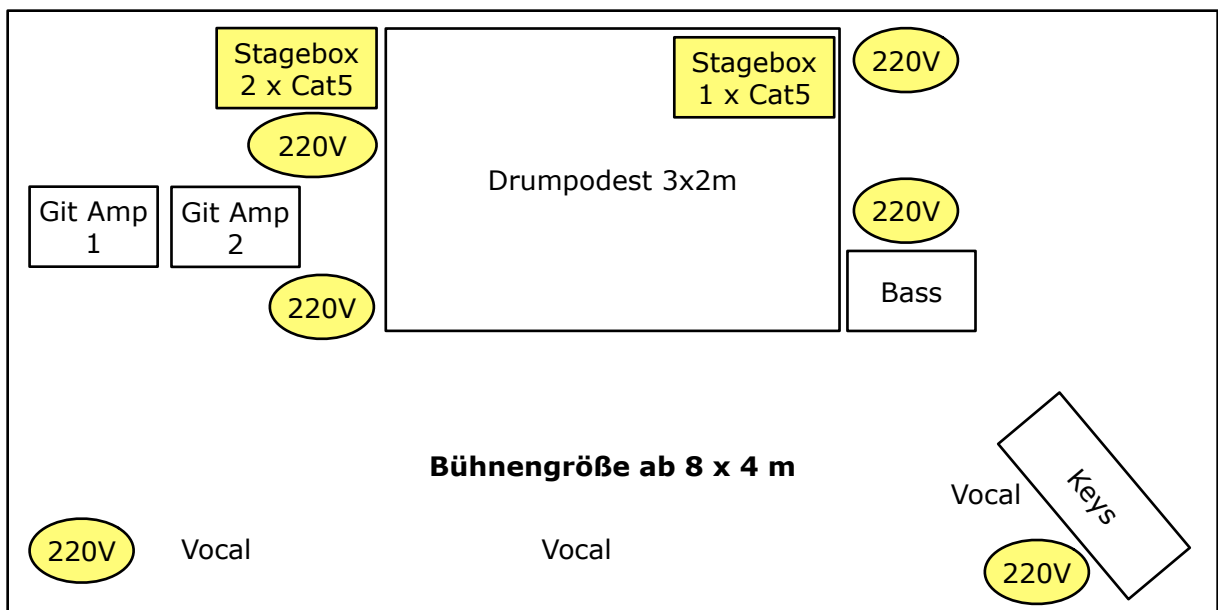 Stagebox
2 x Cat5
Stagebox
1 x Cat5
220V
220V
Drumpodest 3x2m
Git Amp
1
Git Amp
2
220V
220V
Bass
Bühnengröße ab 8 x 4 m
Keys
Vocal
220V
Vocal
Vocal
220V